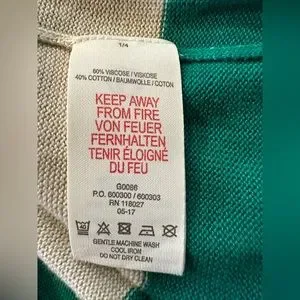 1/4
60% VISCOSE / VISKOSE
40% COTTON / BAUMWOLLE / COTON
KEEP AWAY
FROM FIRE
VON FEUER
FERNHALTEN
TENIR ÉLOIGNÉ
DU FEU
G0086
P.O. 600300 / 600303
RN 118027
05-17
GENTLE MACHINE WASH
COOL IRON
DO NOT DRY CLEAN